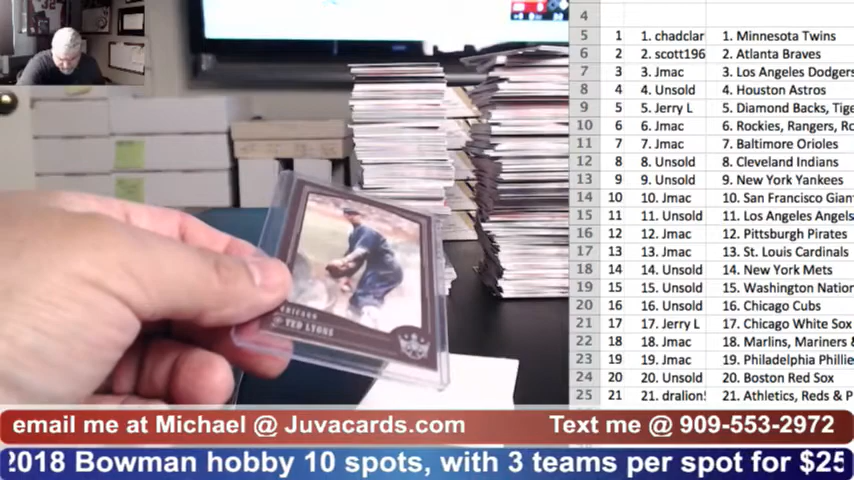 4
5 1 1. chadclar 1. Minnesota Twins
6 2 2. scott196 2. Atlanta Braves
7 3 3. Jmac 3. Los Angeles Dodgers
8 4 4. Unsold 4. Houston Astros
9 5 5. Jerry L 5. Diamond Backs, Tige
10 6 6. Jmac 6. Rockies, Rangers, Ro
11 7 7. Jmac 7. Baltimore Orioles
12 8 8. Unsold 8. Cleveland Indians
13 9 9. Unsold 9. New York Yankees
14 10 10. Jmac 10. San Francisco Giant
15 11 11. Unsold 11. Los Angeles Angels
16 12 12. Jmac 12. Pittsburgh Pirates
17 13 13. Jmac 13. St. Louis Cardinals
18 14 14. Unsold 14. New York Mets
19 15 15. Unsold 15. Washington Nation
20 16 16. Unsold 16. Chicago Cubs
21 17 17. Jerry L 17. Chicago White Sox
22 18 18. Jmac 18. Marlins, Mariners &
23 19 19. Jmac 19. Philadelphia Phillie
24 20 20. Unsold 20. Boston Red Sox
25 21 21. dralion! 21. Athletics, Reds & P
CHICAGO
TED LYONS
email me at Michael @ Juvacards.com Text me @ 909-553-2972
2018 Bowman hobby 10 spots, with 3 teams per spot for $25